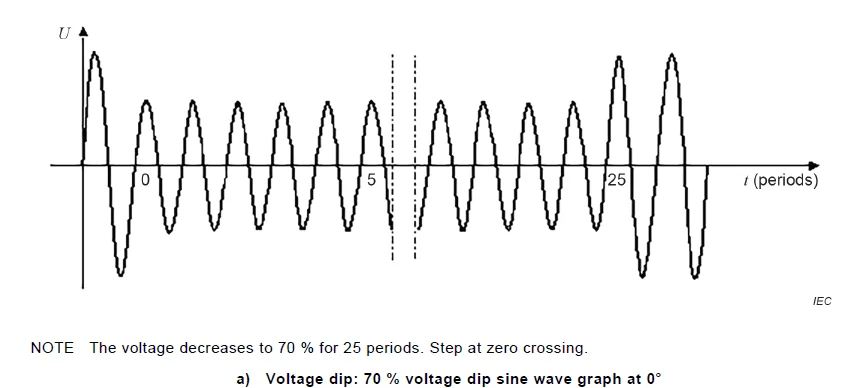 U
0
5
25
t (periods)
IEC
NOTE The voltage decreases to 70 % for 25 periods. Step at zero crossing.
a) Voltage dip: 70 % voltage dip sine wave graph at 0°